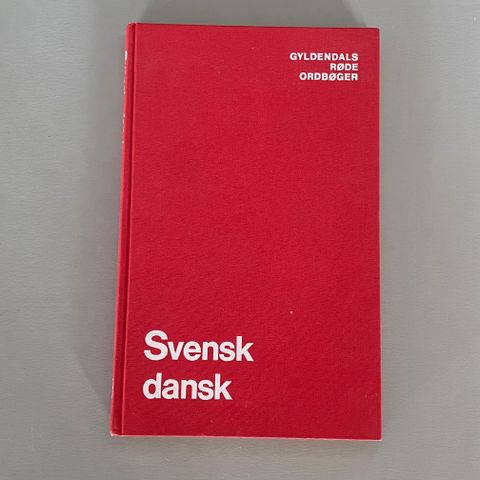 GYLDENDALS
RØDE
ORDBØGER
Svensk
dansk